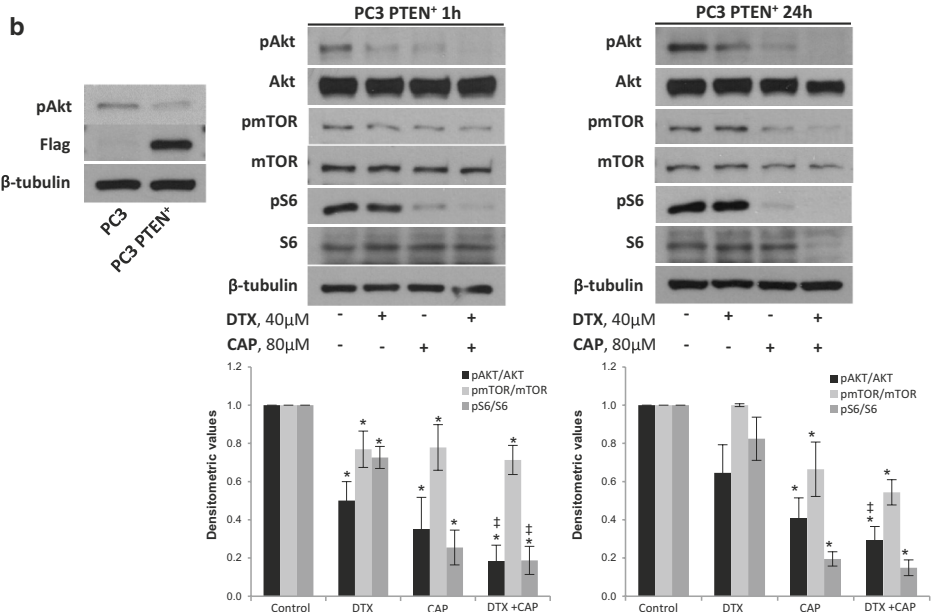 b
pAkt
Flag
β-tubulin
PC3
PC3 PTEN⁺
PC3 PTEN⁺ 1h
pAkt
Akt
pmTOR
mTOR
pS6
S6
β-tubulin
DTX, 40µM - + - +
CAP, 80µM - - + +
PC3 PTEN⁺ 24h
pAkt
Akt
pmTOR
mTOR
pS6
S6
β-tubulin
DTX, 40µM - + - +
CAP, 80µM - - + +
Densitometric values
1.2
1.0
0.8
0.6
0.4
0.2
0.0
pAKT/AKT
pmTOR/mTOR
pS6/S6
* * *
* * *
‡ * * ‡ *
Control DTX CAP DTX +CAP
Densitometric values
1.2
1.0
0.8
0.6
0.4
0.2
0.0
pAKT/AKT
pmTOR/mTOR
pS6/S6
*
* * *
‡ * * *
Control DTX CAP DTX +CAP